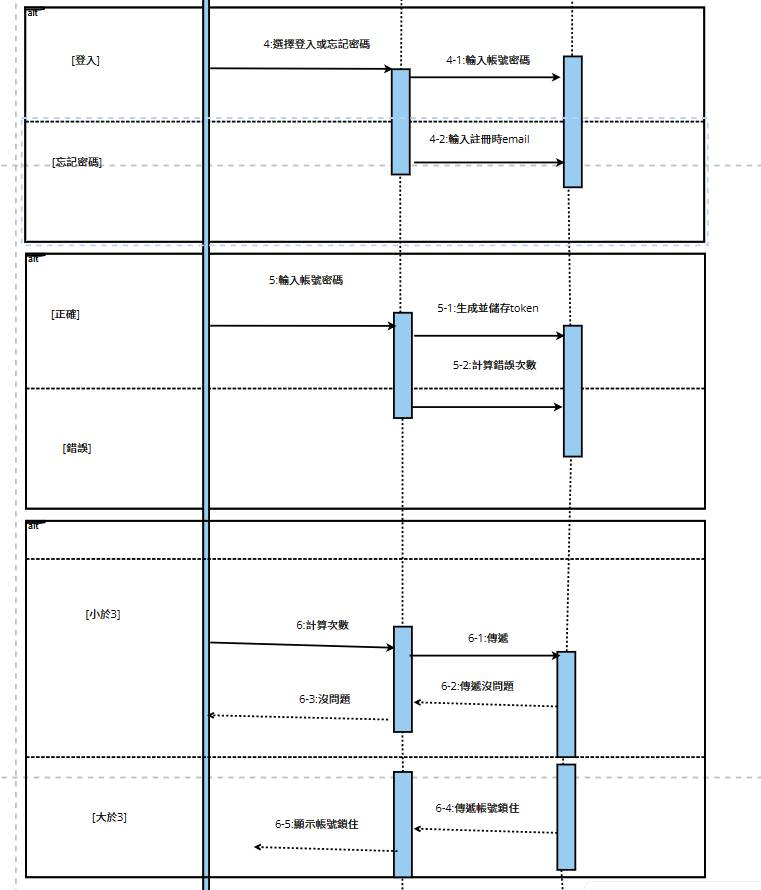 alt
4:選擇登入或忘記密碼
[登入]
4-1:輸入帳號密碼
4-2:輸入註冊時email
[忘記密碼]
alt
5:輸入帳號密碼
[正確]
5-1:生成並儲存token
5-2:計算錯誤次數
[錯誤]
alt
[小於3]
6:計算次數
6-1:傳遞
6-2:傳遞沒問題
6-3:沒問題
[大於3]
6-4:傳遞帳號鎖住
6-5:顯示帳號鎖住